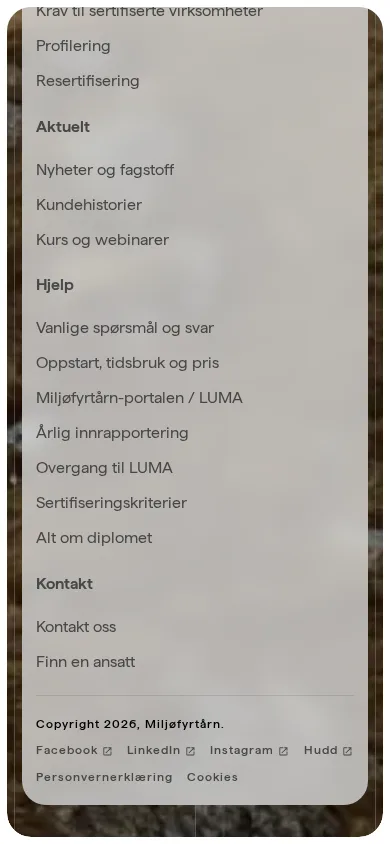 Krav til sertifiserte virksomheter
Profilering
Resertifisering
Aktuelt
Nyheter og fagstoff
Kundehistorier
Kurs og webinarer
Hjelp
Vanlige spørsmål og svar
Oppstart, tidsbruk og pris
Miljøfyrtårn-portalen / LUMA
Årlig innrapportering
Overgang til LUMA
Sertifiseringskriterier
Alt om diplomet
Kontakt
Kontakt oss
Finn en ansatt
Copyright 2026, Miljøfyrtårn.
Facebook LinkedIn Instagram Hudd
Personvernerklæring Cookies